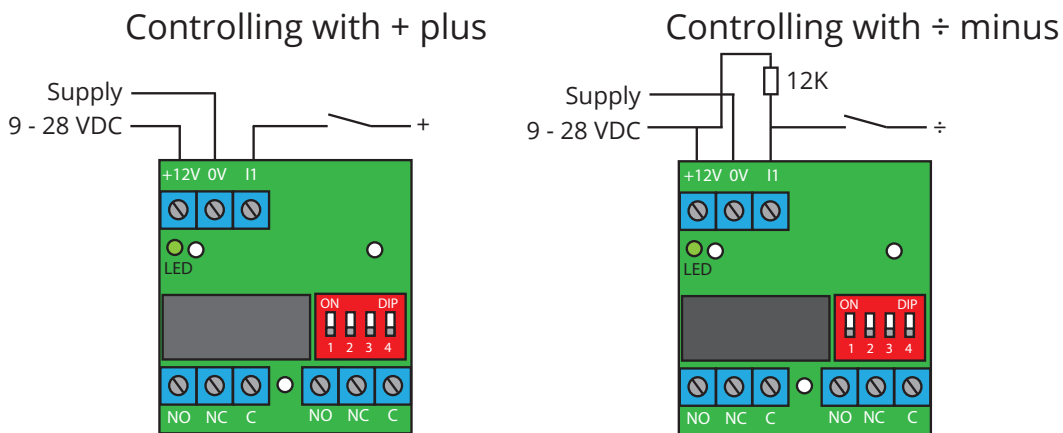 Controlling with + plus
Supply
9 - 28 VDC
+
+12V 0V I1
LED
ON DIP
1 2 3 4
NO NC C NO NC C
Controlling with ÷ minus
12K
Supply
9 - 28 VDC
÷
+12V 0V I1
LED
ON DIP
1 2 3 4
NO NC C NO NC C